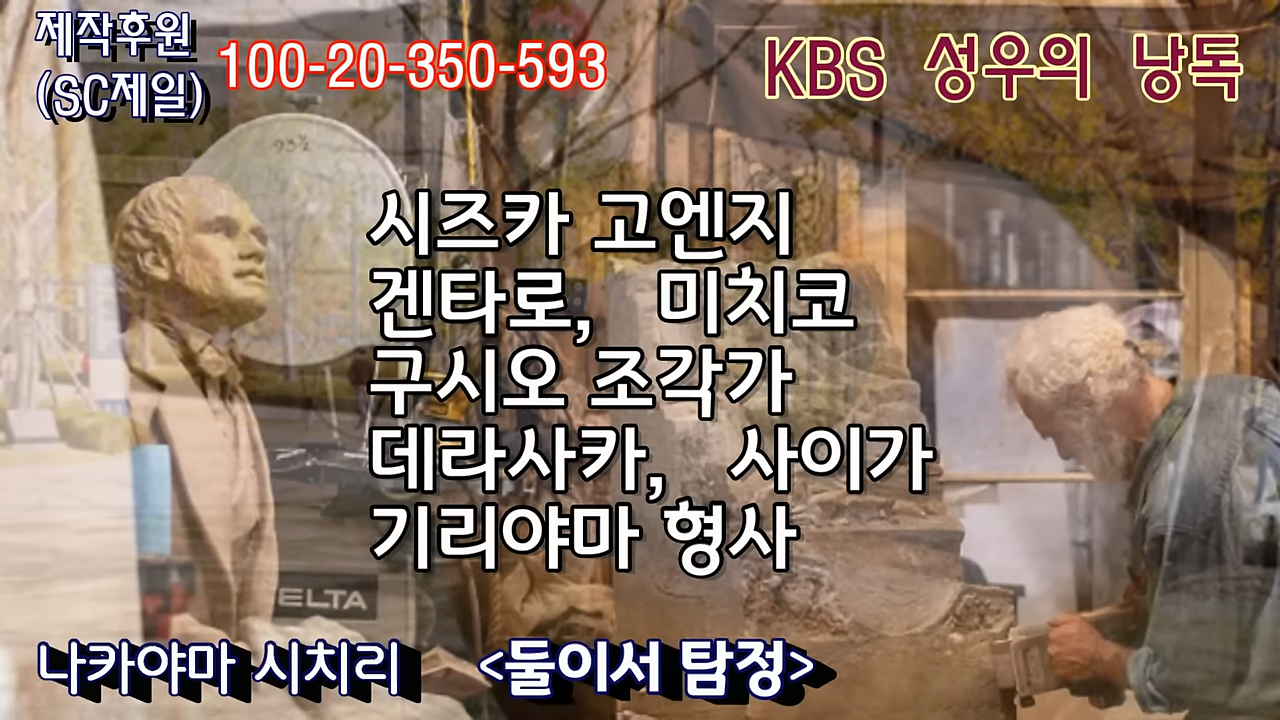 제작후원
(SC제일)
100-20-350-593
KBS 성우의 낭독
93½
시즈카 고엔지
겐타로, 미치코
구시오 조각가
데라사카, 사이가
기리야마 형사
ELTA
나카야마 시치리 <둘이서 탐정>